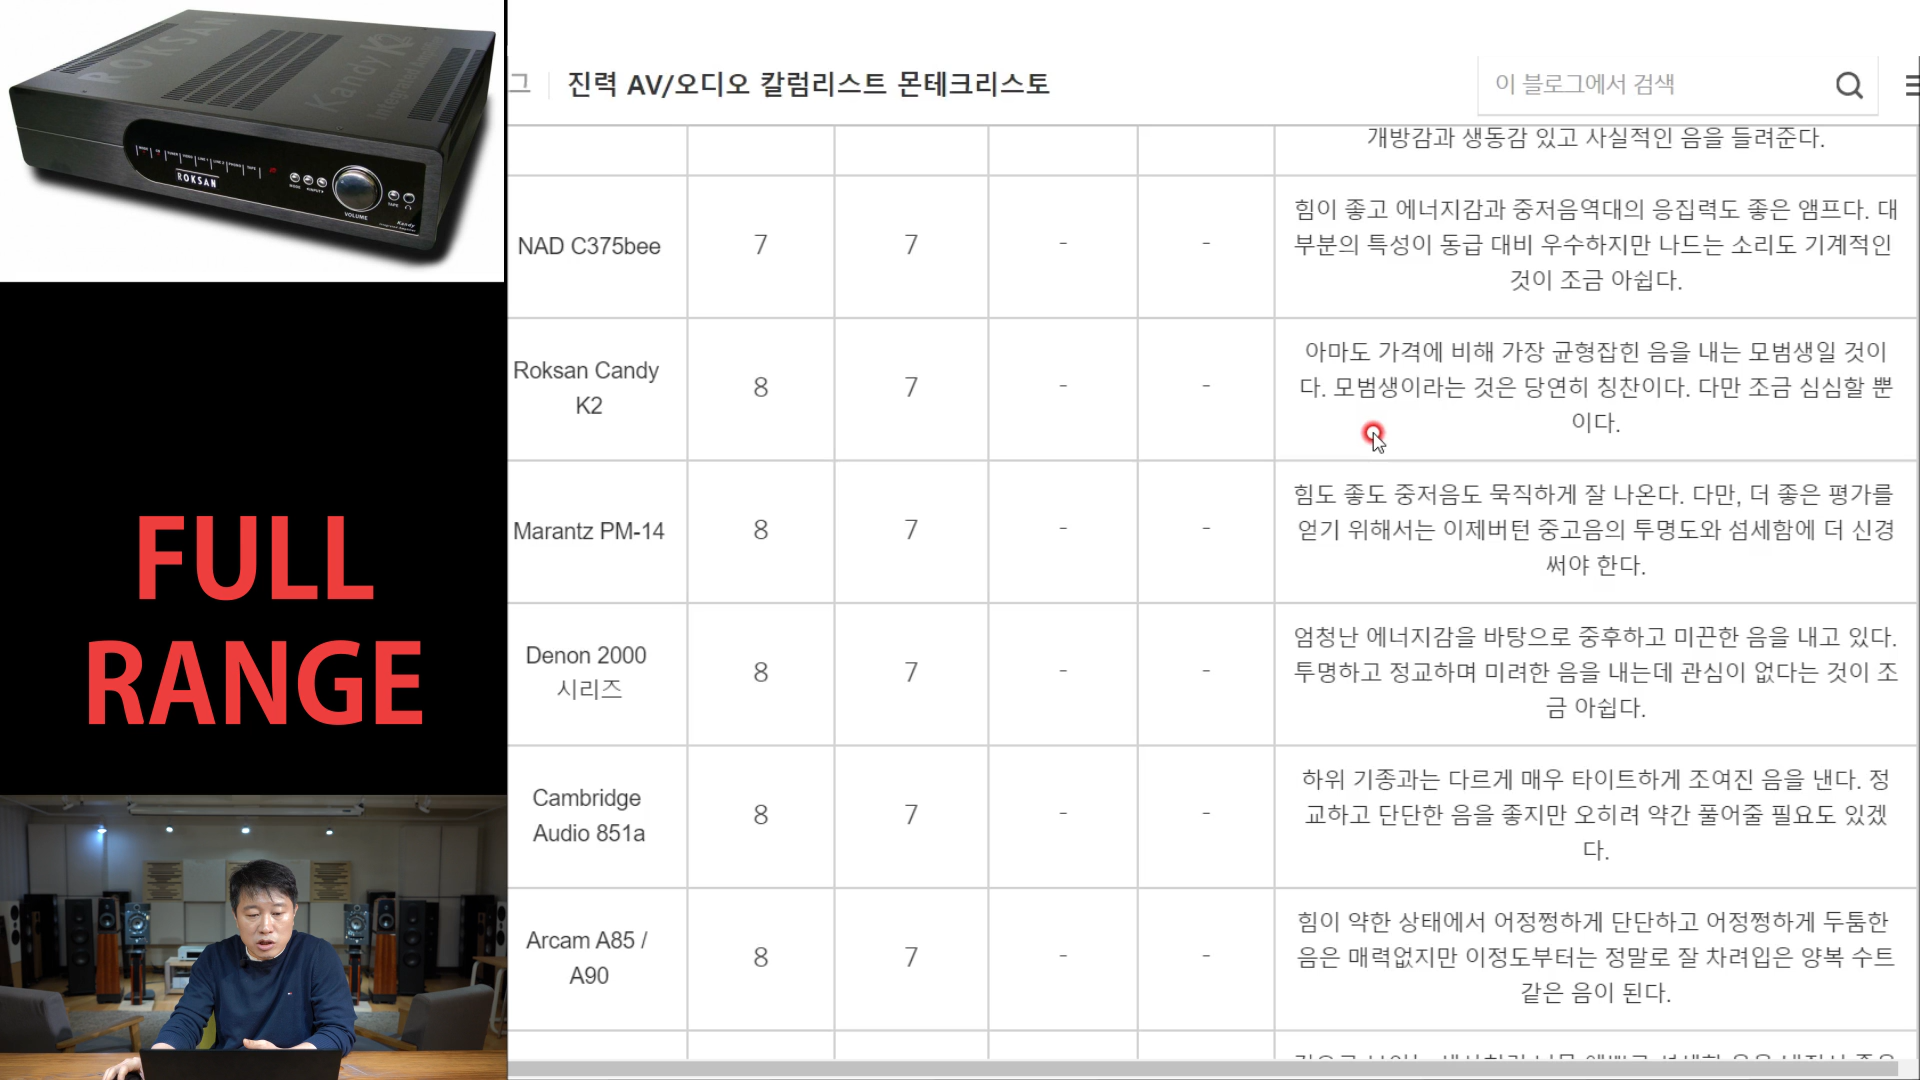 ROKSAN
Kandy K2
Integrated Amplifier
ROKSAN
VOLUME
FULL
RANGE
그
진력 AV/오디오 칼럼리스트 몬테크리스토
이 블로그에서 검색
개방감과 생동감 있고 사실적인 음을 들려준다.
NAD C375bee
7
7
-
-
힘이 좋고 에너지감과 중저음역대의 응집력도 좋은 앰프다. 대
부분의 특성이 동급 대비 우수하지만 나드는 소리도 기계적인
것이 조금 아쉽다.
Roksan Candy
K2
8
7
-
-
아마도 가격에 비해 가장 균형잡힌 음을 내는 모범생일 것이
다. 모범생이라는 것은 당연히 칭찬이다. 다만 조금 심심할 뿐
이다.
Marantz PM-14
8
7
-
-
힘도 좋도 중저음도 묵직하게 잘 나온다. 다만, 더 좋은 평가를
얻기 위해서는 이제버턴 중고음의 투명도와 섬세함에 더 신경
써야 한다.
Denon 2000
시리즈
8
7
-
-
엄청난 에너지감을 바탕으로 중후하고 미끈한 음을 내고 있다.
투명하고 정교하며 미려한 음을 내는데 관심이 없다는 것이 조
금 아쉽다.
Cambridge
Audio 851a
8
7
-
-
하위 기종과는 다르게 매우 타이트하게 조여진 음을 낸다. 정
교하고 단단한 음을 좋지만 오히려 약간 풀어줄 필요도 있겠
다.
Arcam A85 /
A90
8
7
-
-
힘이 약한 상태에서 어정쩡하게 단단하고 어정쩡하게 두툼한
음은 매력없지만 이정도부터는 정말로 잘 차려입은 양복 수트
같은 음이 된다.